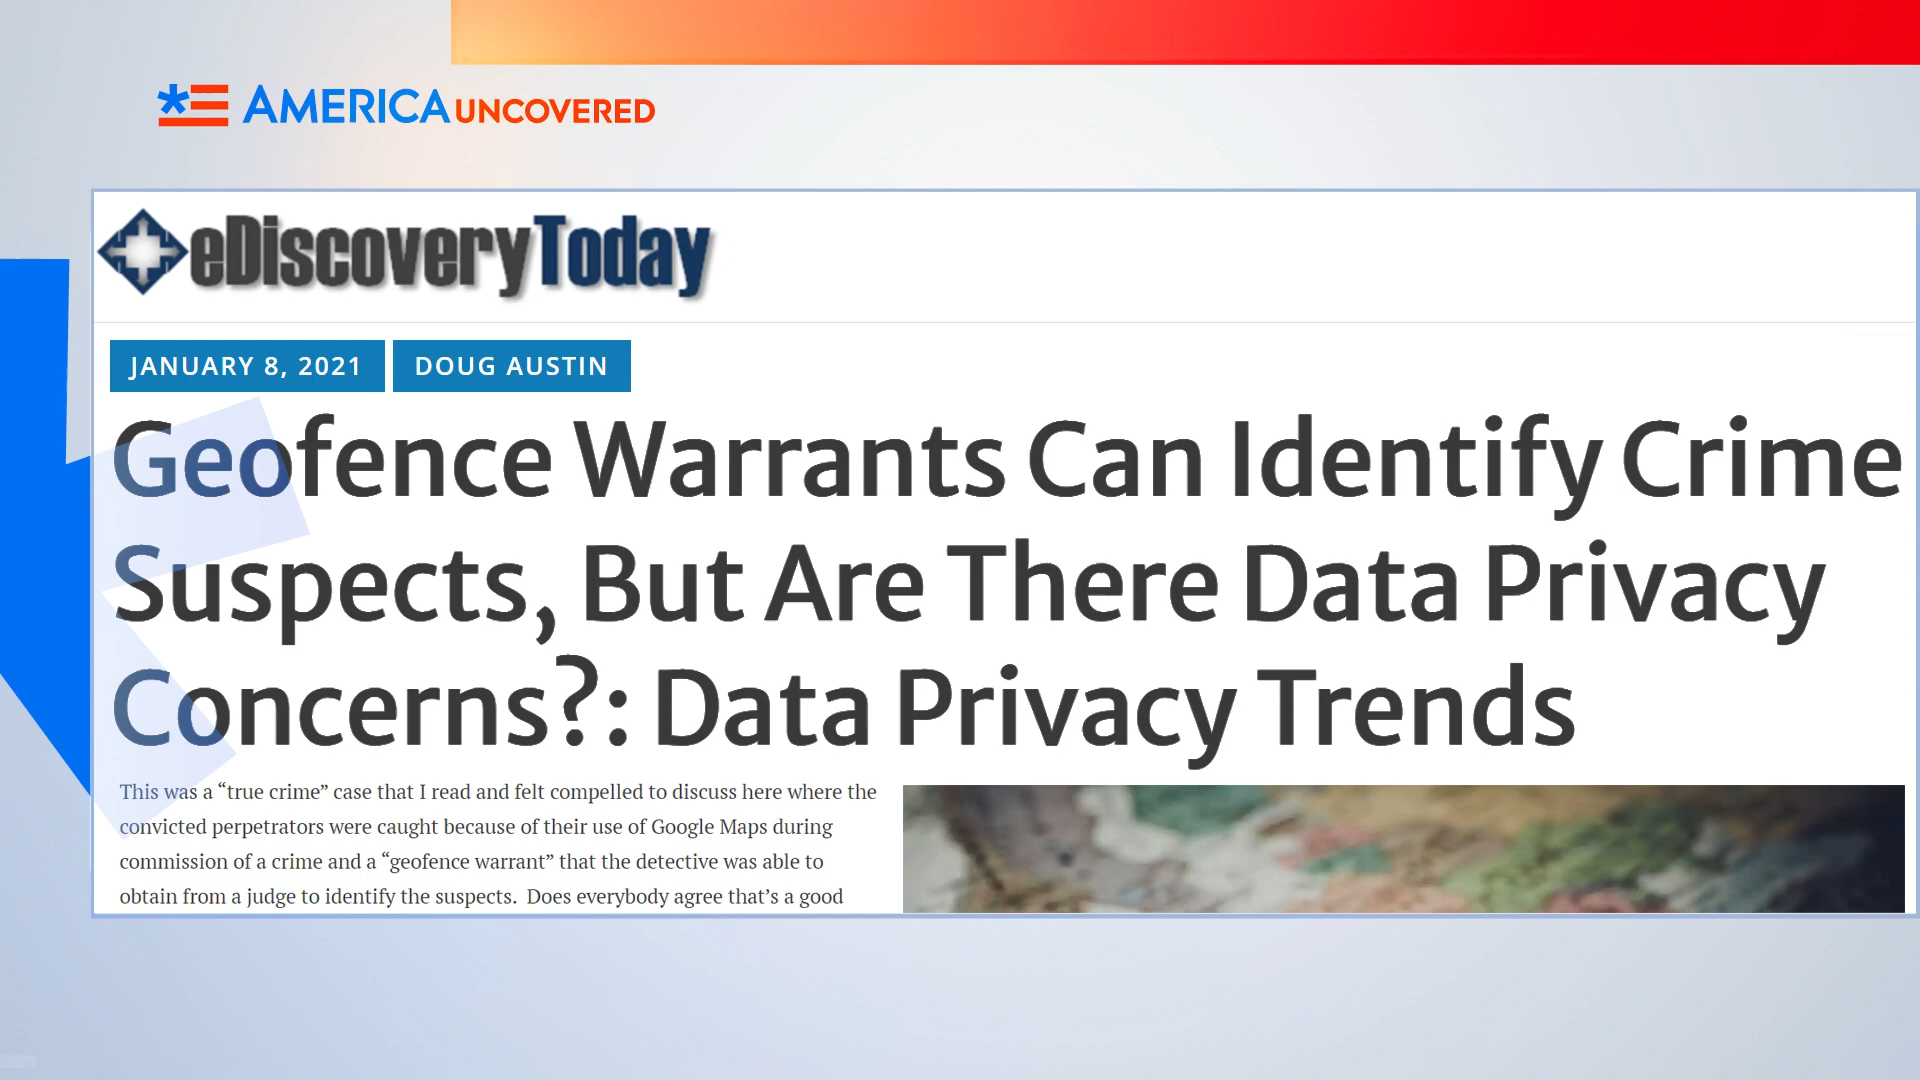 AMERICA UNCOVERED
eDiscoveryToday
JANUARY 8, 2021 DOUG AUSTIN
Geofence Warrants Can Identify Crime
Suspects, But Are There Data Privacy
Concerns?: Data Privacy Trends
This was a “true crime” case that I read and felt compelled to discuss here where the
convicted perpetrators were caught because of their use of Google Maps during
commission of a crime and a “geofence warrant” that the detective was able to
obtain from a judge to identify the suspects. Does everybody agree that’s a good